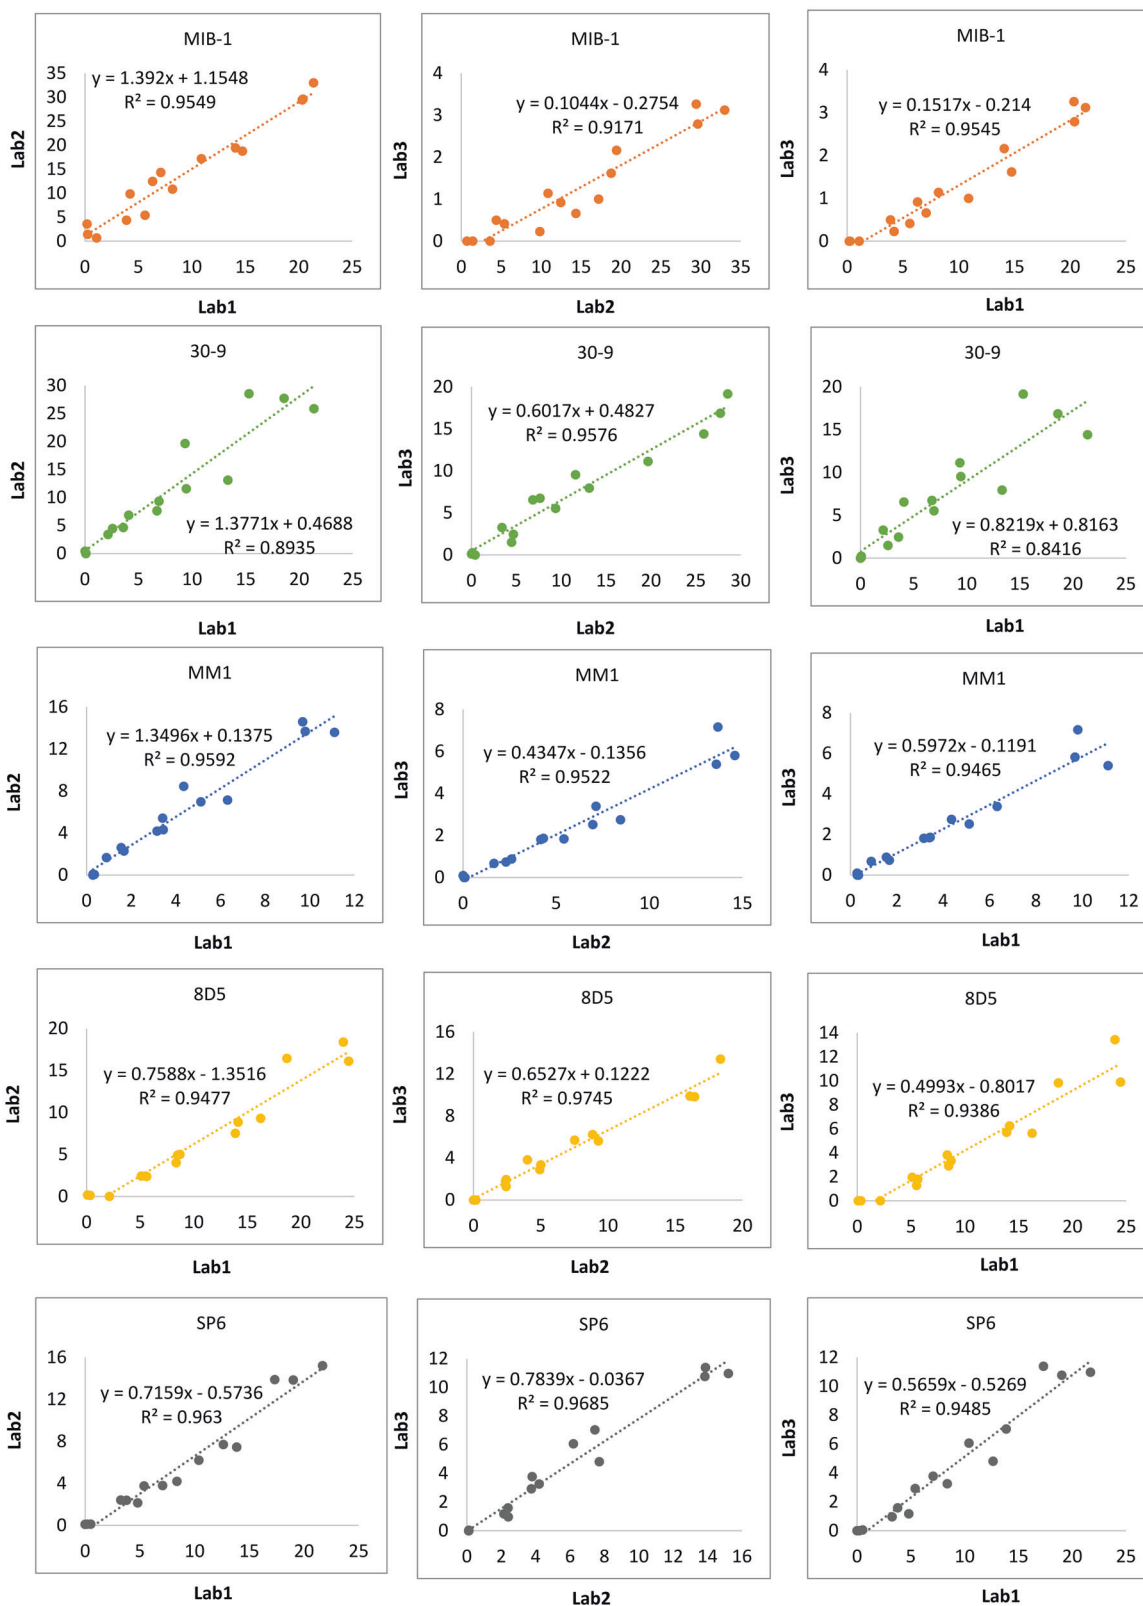 MIB-1
y = 1.392x + 1.1548
R² = 0.9549
35
30
25
20
15
10
5
0
0 5 10 15 20 25
Lab2
Lab1
MIB-1
y = 0.1044x - 0.2754
R² = 0.9171
4
3
2
1
0
0 5 10 15 20 25 30 35
Lab3
Lab2
MIB-1
y = 0.1517x - 0.214
R² = 0.9545
4
3
2
1
0
0 5 10 15 20 25
Lab3
Lab1
30-9
y = 1.3771x + 0.4688
R² = 0.8935
30
25
20
15
10
5
0
0 5 10 15 20 25
Lab2
Lab1
30-9
y = 0.6017x + 0.4827
R² = 0.9576
20
15
10
5
0
0 5 10 15 20 25 30
Lab3
Lab2
30-9
y = 0.8219x + 0.8163
R² = 0.8416
20
15
10
5
0
0 5 10 15 20 25
Lab3
Lab1
MM1
y = 1.3496x + 0.1375
R² = 0.9592
16
12
8
4
0
0 2 4 6 8 10 12
Lab2
Lab1
MM1
y = 0.4347x - 0.1356
R² = 0.9522
8
6
4
2
0
0 5 10 15
Lab3
Lab2
MM1
y = 0.5972x - 0.1191
R² = 0.9465
8
6
4
2
0
0 2 4 6 8 10 12
Lab3
Lab1
8D5
y = 0.7588x - 1.3516
R² = 0.9477
20
15
10
5
0
0 5 10 15 20 25
Lab2
Lab1
8D5
y = 0.6527x + 0.1222
R² = 0.9745
16
12
8
4
0
0 5 10 15 20
Lab3
Lab2
8D5
y = 0.4993x - 0.8017
R² = 0.9386
14
12
10
8
6
4
2
0
0 5 10 15 20 25
Lab3
Lab1
SP6
y = 0.7159x - 0.5736
R² = 0.963
16
12
8
4
0
0 5 10 15 20 25
Lab2
Lab1
SP6
y = 0.7839x - 0.0367
R² = 0.9685
12
10
8
6
4
2
0
0 2 4 6 8 10 12 14 16
Lab3
Lab2
SP6
y = 0.5659x - 0.5269
R² = 0.9485
12
10
8
6
4
2
0
0 5 10 15 20 25
Lab3
Lab1